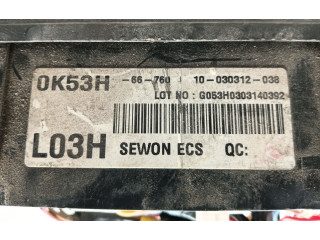 0K53H -66-760 | 10-030312-038
LOT NO : G053H0303140392
L03H SEWON ECS QC: